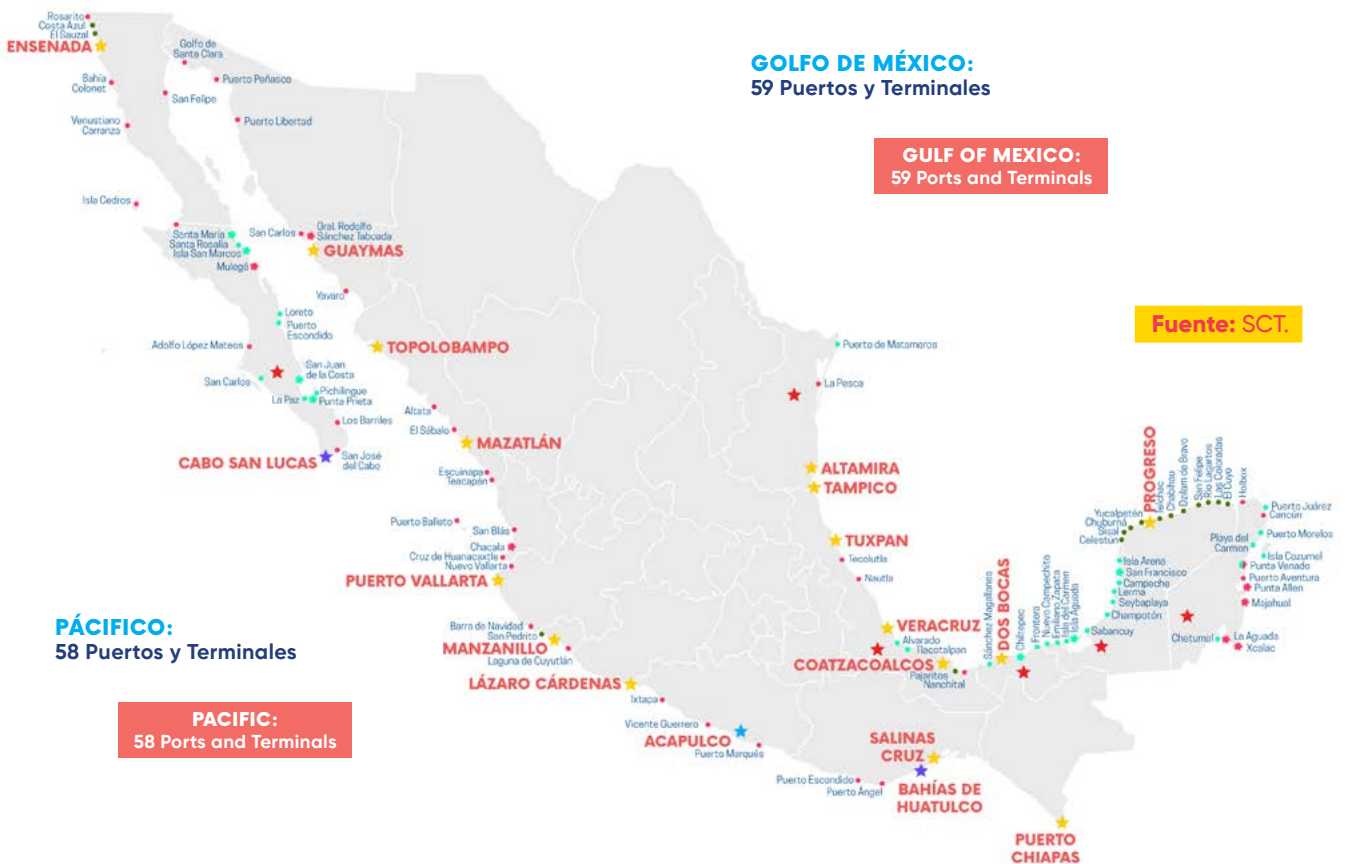 Rosarito
Costa Azul
El Sauzal
ENSENADA
Golfo de
Santa Clara
Puerto Peñasco
Bahía
Colonet
San Felipe
Venustiano
Carranza
Puerto Libertad
Isla Cedros
Santa María
Santa Rosalía
Isla San Marcos
Mulegé
San Carlos
Gral. Rodolfo
Sánchez Taboada
GUAYMAS
Yavaro
Loreto
Puerto
Escondido
Adolfo López Mateos
TOPOLOBAMPO
San Juan
de la Costa
San Carlos
Pichilingue
La Paz
Punta Prieta
Los Barriles
Altata
El Sábalo
MAZATLÁN
CABO SAN LUCAS
San José
del Cabo
Escuinapa
Teacapán
Puerto Balleto
San Blás
Chacala
Cruz de Huanacaxtle
Nuevo Vallarta
PUERTO VALLARTA
Barra de Navidad
San Pedrito
MANZANILLO
Laguna de Cuyutlán
LÁZARO CÁRDENAS
Ixtapa
Vicente Guerrero
ACAPULCO
Puerto Marqués
Puerto Escondido
Puerto Ángel
SALINAS
CRUZ
BAHÍAS DE
HUATULCO
PUERTO
CHIAPAS
GOLFO DE MÉXICO:
59 Puertos y Terminales
GULF OF MEXICO:
59 Ports and Terminals
Fuente: SCT.
PÁCIFICO:
58 Puertos y Terminales
PACIFIC:
58 Ports and Terminals
Puerto de Matamoros
La Pesca
ALTAMIRA
TAMPICO
TUXPAN
Tecolutla
Nautla
VERACRUZ
Alvarado
Tlacotalpan
COATZACOALCOS
Pajaritos
Nanchital
Sánchez Magallanes
DOS BOCAS
Chiltepec
Frontera
Nuevo Campechito
Emiliano Zapata
Isla del Carmen
Isla Aguada
Sabancuy
Champotón
Seybaplaya
Lerma
Campeche
San Francisco
Isla Arena
Celestún
Sisal
Chuburná
Yucalpetén
PROGRESO
Telchac
Chabihau
Dzilam de Bravo
San Felipe
Río Lagartos
Las Coloradas
El Cuyo
Holbox
Puerto Juárez
Cancún
Puerto Morelos
Playa del
Carmen
Isla Cozumel
Punta Venado
Puerto Aventura
Punta Allen
Majahual
Chetumal
La Aguada
Xcalac